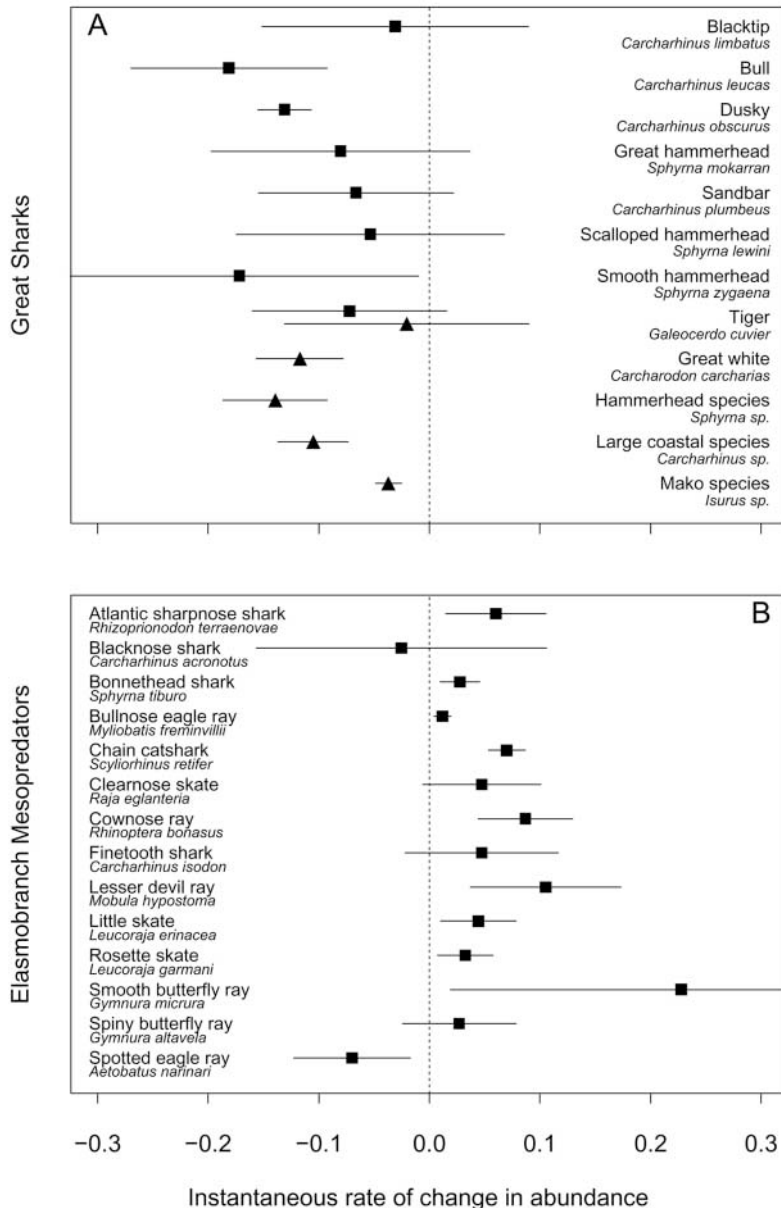 A
Great Sharks
Blacktip
Carcharhinus limbatus
Bull
Carcharhinus leucas
Dusky
Carcharhinus obscurus
Great hammerhead
Sphyrna mokarran
Sandbar
Carcharhinus plumbeus
Scalloped hammerhead
Sphyrna lewini
Smooth hammerhead
Sphyrna zygaena
Tiger
Galeocerdo cuvier
Great white
Carcharodon carcharias
Hammerhead species
Sphyrna sp.
Large coastal species
Carcharhinus sp.
Mako species
Isurus sp.
B
Elasmobranch Mesopredators
Atlantic sharpnose shark
Rhizoprionodon terraenovae
Blacknose shark
Carcharhinus acronotus
Bonnethead shark
Sphyrna tiburo
Bullnose eagle ray
Myliobatis freminvillii
Chain catshark
Scyliorhinus retifer
Clearnose skate
Raja eglanteria
Cownose ray
Rhinoptera bonasus
Finetooth shark
Carcharhinus isodon
Lesser devil ray
Mobula hypostoma
Little skate
Leucoraja erinacea
Rosette skate
Leucoraja garmani
Smooth butterfly ray
Gymnura micrura
Spiny butterfly ray
Gymnura altavela
Spotted eagle ray
Aetobatus narinari
−0.3 −0.2 −0.1 0.0 0.1 0.2 0.3
Instantaneous rate of change in abundance